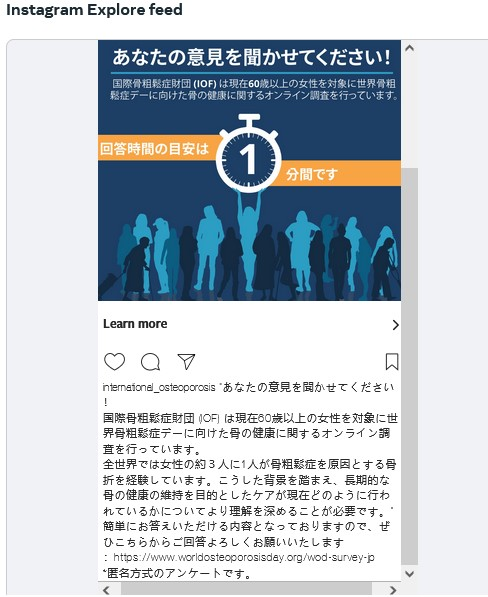 Instagram Explore feed
あなたの意見を聞かせてください!
国際骨粗鬆症財団 (IOF) は現在60歳以上の女性を対象に世界骨粗
鬆症デーに向けた骨の健康に関するオンライン調査を行っています。
回答時間の目安は
1
分間です
Learn more
international_osteoporosis "あなたの意見を聞かせてください
!
国際骨粗鬆症財団 (IOF) は現在60歳以上の女性を対象に世
界骨粗鬆症デーに向けた骨の健康に関するオンライン調
査を行っています。
全世界では女性の約3人に1人が骨粗鬆症を原因とする骨
折を経験しています。こうした背景を踏まえ、長期的な
骨の健康の維持を目的としたケアが現在どのように行わ
れているかについてより理解を深めることが必要です。"
簡単にお答えいただける内容となっておりますので、ぜ
ひこちらからご回答よろしくお願いいたします
: https://www.worldosteoporosisday.org/wod-survey-jp
*匿名方式のアンケートです。